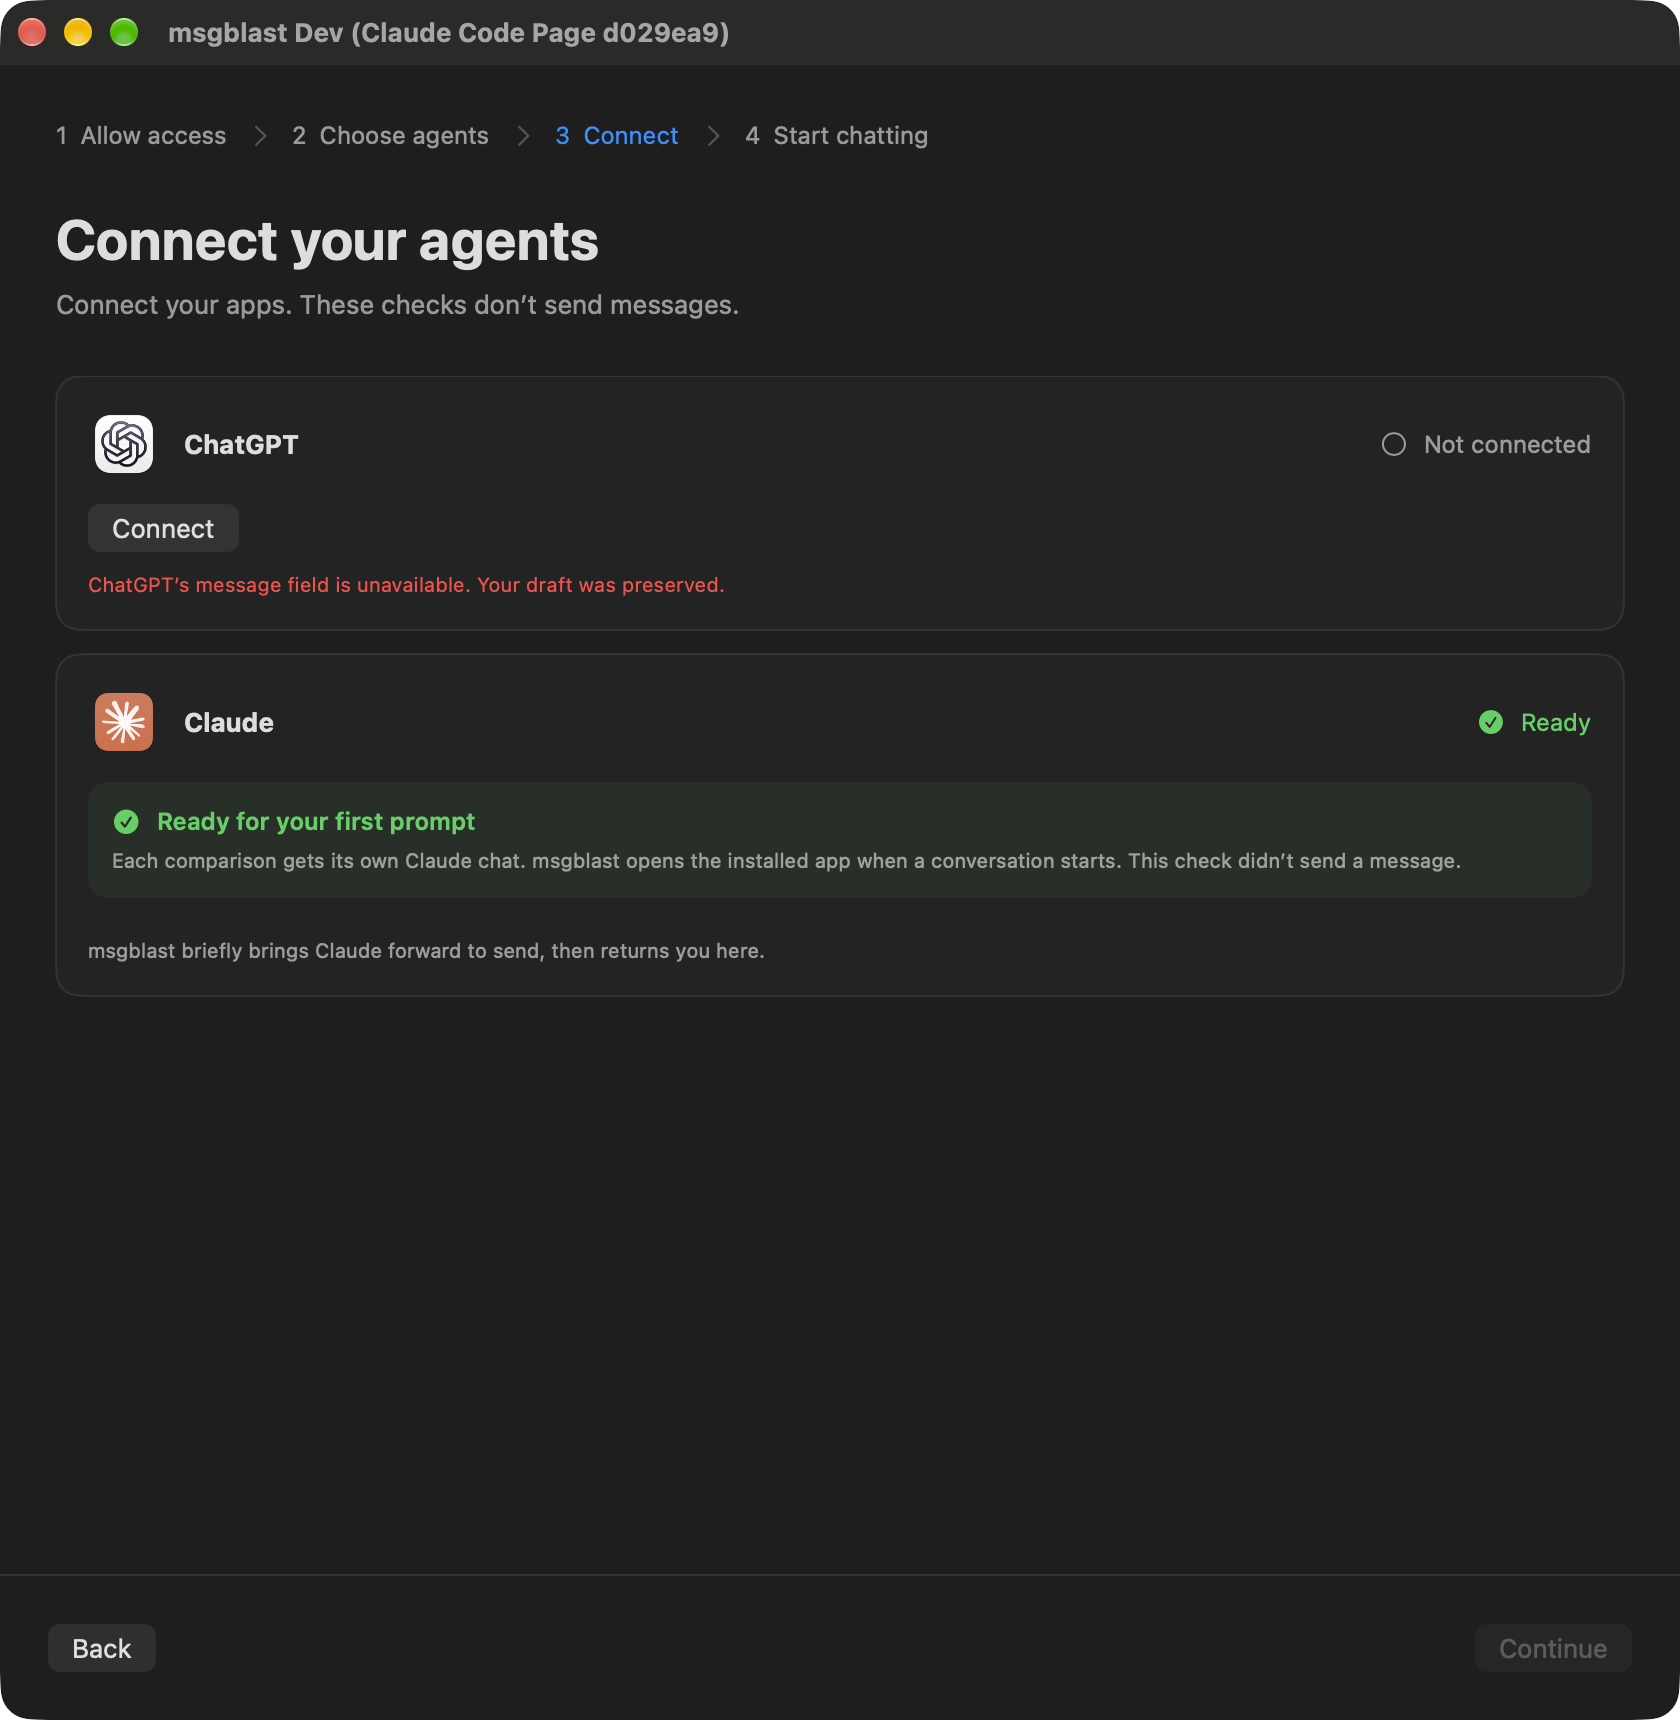 msgblast Dev (Claude Code Page d029ea9)
1 Allow access > 2 Choose agents > 3 Connect > 4 Start chatting
Connect your agents
Connect your apps. These checks don’t send messages.
ChatGPT
Not connected
Connect
ChatGPT’s message field is unavailable. Your draft was preserved.
Claude
Ready
Ready for your first prompt
Each comparison gets its own Claude chat. msgblast opens the installed app when a conversation starts. This check didn’t send a message.
msgblast briefly brings Claude forward to send, then returns you here.
Back
Continue